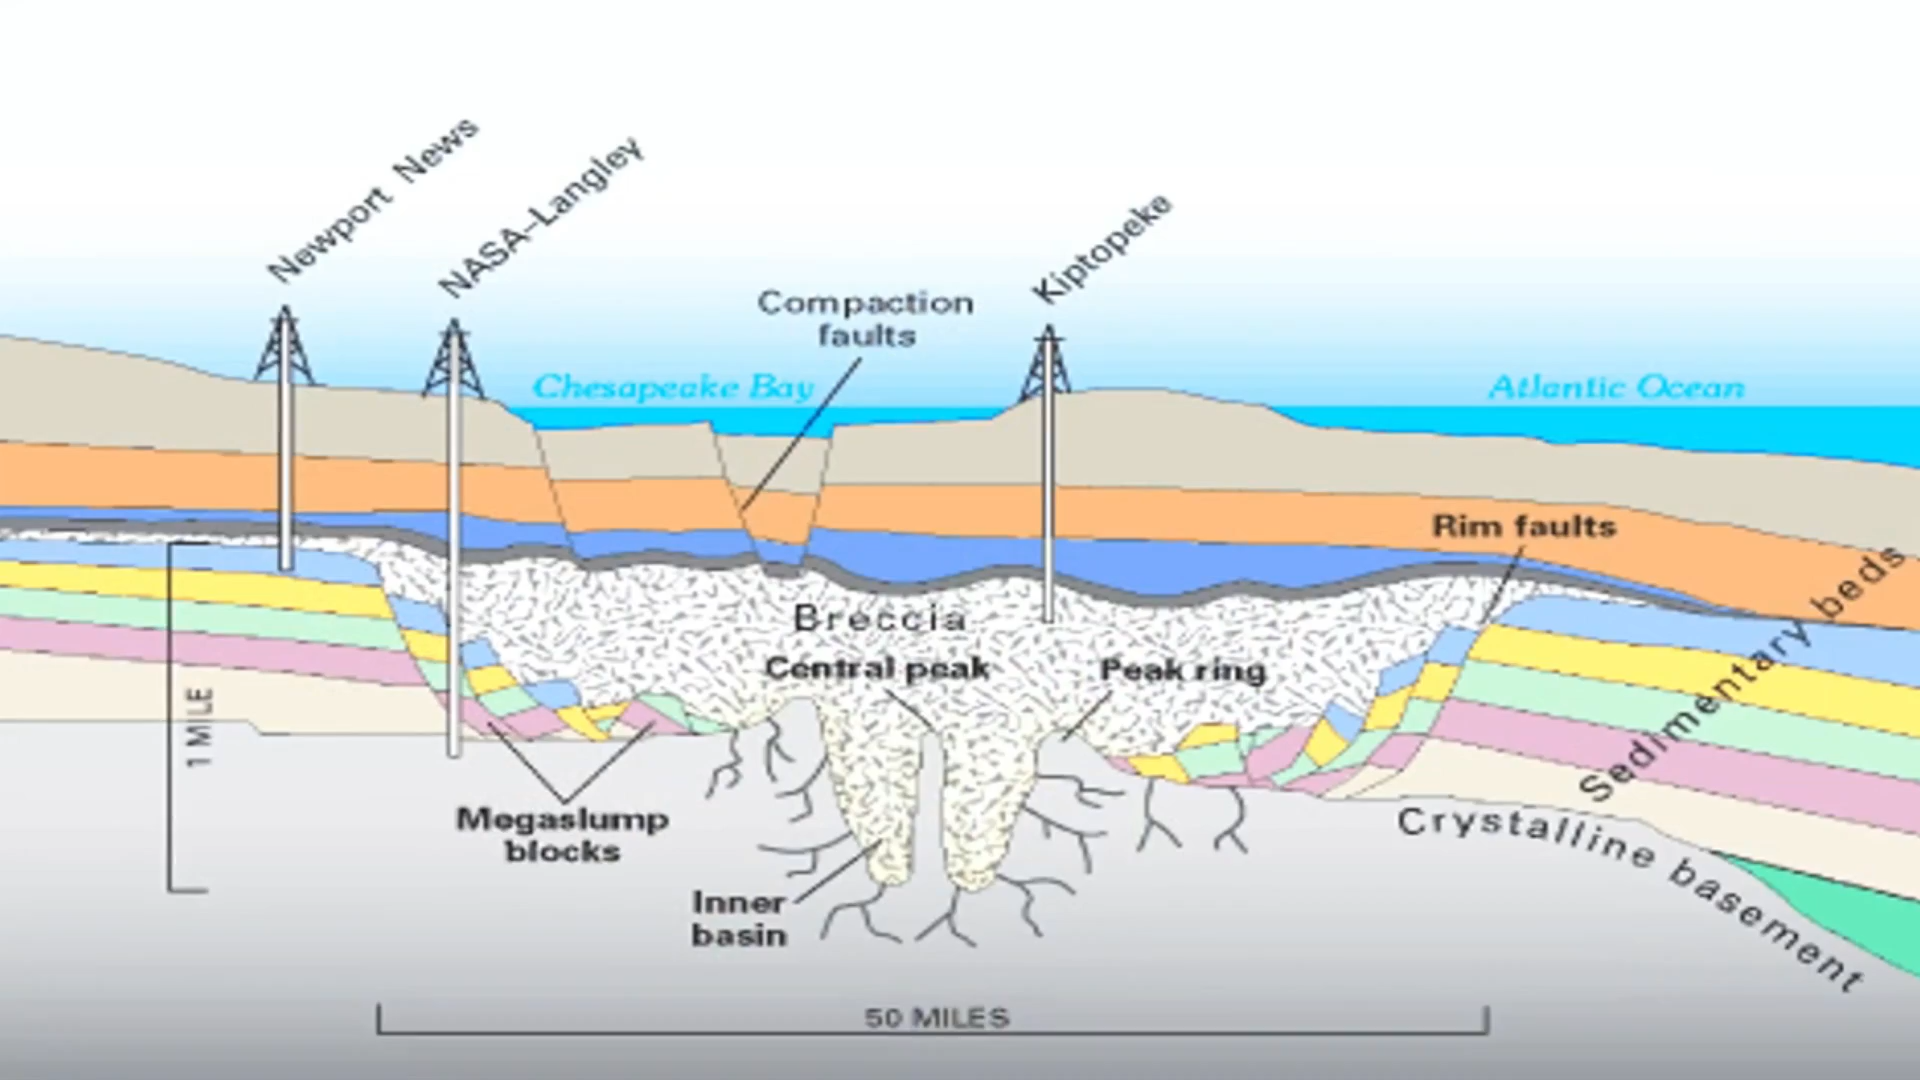 Newport News
NASA–Langley
Kiptopeke
Compaction
faults
Chesapeake Bay
Atlantic Ocean
Rim faults
Breccia
Central peak
Peak ring
Sedimentary beds
1 MILE
Megaslump
blocks
Crystalline basement
Inner
basin
50 MILES